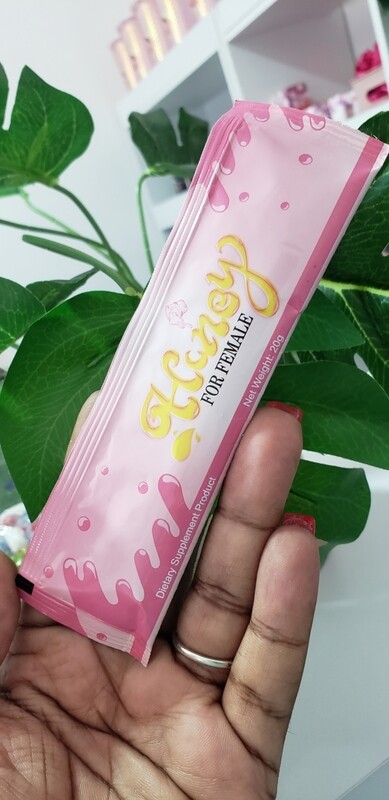 Honey
FOR FEMALE
Net Weight: 20g
Dietary Supplement Product